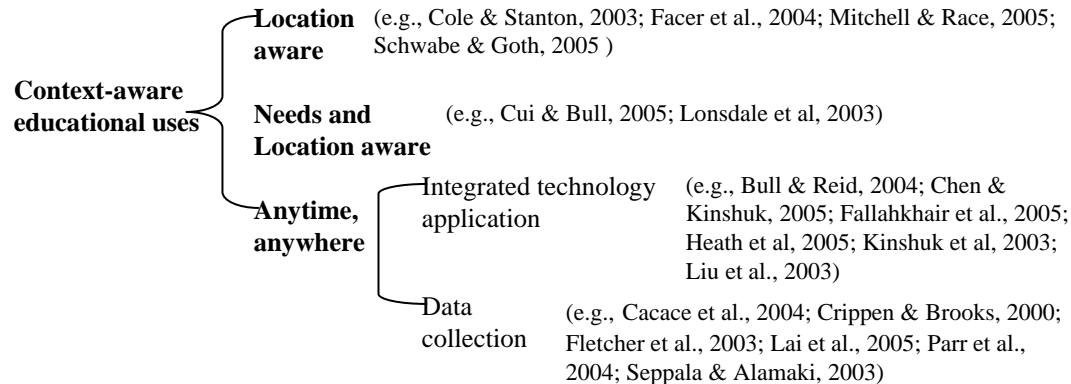 Context-aware
educational uses
Location
aware
(e.g., Cole & Stanton, 2003; Facer et al., 2004; Mitchell & Race, 2005;
Schwabe & Goth, 2005 )
Needs and
Location aware
(e.g., Cui & Bull, 2005; Lonsdale et al, 2003)
Anytime,
anywhere
Integrated technology
application
(e.g., Bull & Reid, 2004; Chen &
Kinshuk, 2005; Fallahkhair et al., 2005;
Heath et al, 2005; Kinshuk et al, 2003;
Liu et al., 2003)
Data
collection
(e.g., Cacace et al., 2004; Crippen & Brooks, 2000;
Fletcher et al., 2003; Lai et al., 2005; Parr et al.,
2004; Seppala & Alamaki, 2003)